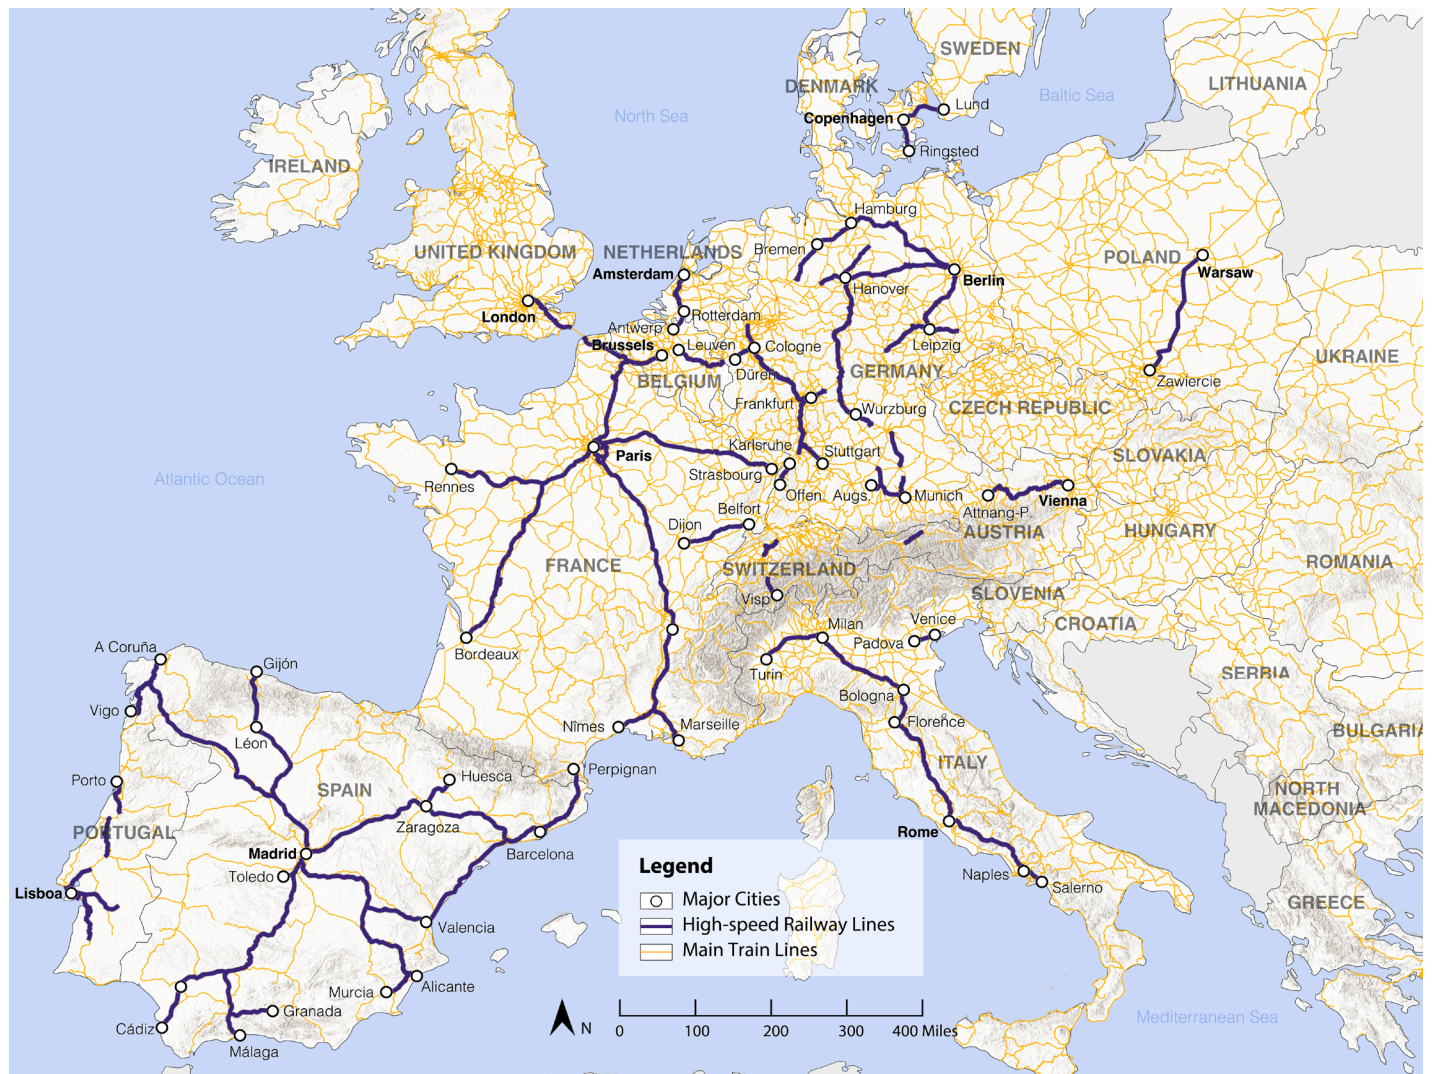 SWEDEN
DENMARK
LITHUANIA
Baltic Sea
Lund
North Sea
Copenhagen
Ringsted
IRELAND
Hamburg
UNITED KINGDOM
NETHERLANDS
Bremen
POLAND
Amsterdam
Warsaw
Berlin
Hanover
London
Rotterdam
Antwerp
Brussels
Leuven
Cologne
Leipzig
UKRAINE
Düren
BELGIUM
GERMANY
Zawiercie
Frankfurt
Wurzburg
CZECH REPUBLIC
Karlsruhe
Stuttgart
Paris
SLOVAKIA
Atlantic Ocean
Rennes
Strasbourg
Offen.
Augs.
Munich
Vienna
Attnang-P.
Belfort
Dijon
AUSTRIA
HUNGARY
FRANCE
SWITZERLAND
ROMANIA
Visp
SLOVENIA
Venice
Milan
CROATIA
Padova
A Coruña
Bordeaux
Gijón
Turin
SERBIA
Bologna
Vigo
Nîmes
Marseille
Florence
BULGARIA
Léon
Perpignan
ITALY
Porto
Huesca
SPAIN
NORTH
MACEDONIA
PORTUGAL
Zaragoza
Rome
Madrid
Barcelona
Toledo
Naples
Lisboa
Salerno
GREECE
Valencia
Legend
Major Cities
High-speed Railway Lines
Main Train Lines
Alicante
Murcia
Granada
Cádiz
Málaga
N
0 100 200 300 400 Miles
Mediterranean Sea